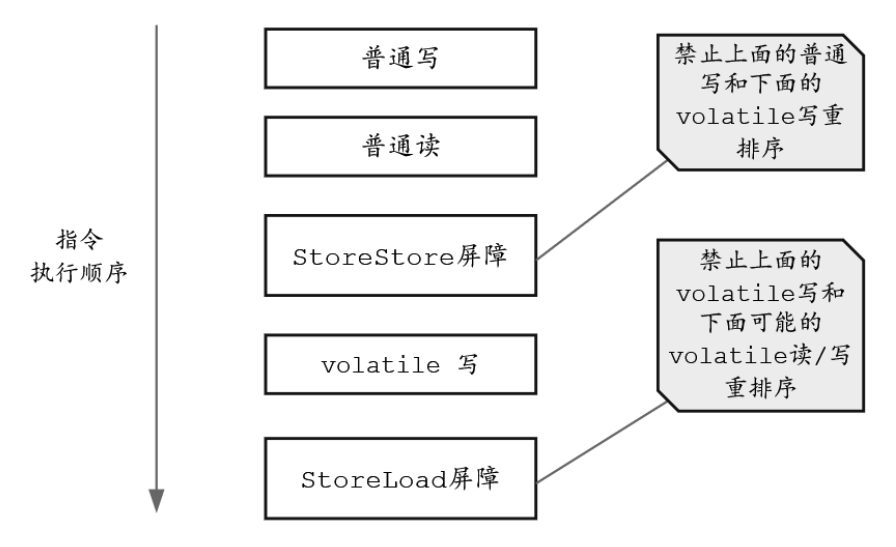 指令
执行顺序
普通写
普通读
StoreStore屏障
volatile 写
StoreLoad屏障
禁止上面的普通
写和下面的
volatile写重
排序
禁止上面的
volatile写和
下面可能的
volatile读/写
重排序